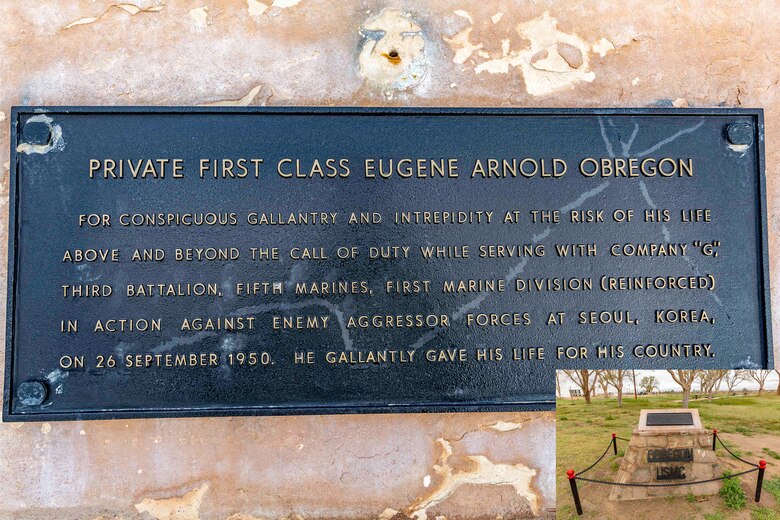 PRIVATE FIRST CLASS EUGENE ARNOLD OBREGON
FOR CONSPICUOUS GALLANTRY AND INTREPIDITY AT THE RISK OF HIS LIFE
ABOVE AND BEYOND THE CALL OF DUTY WHILE SERVING WITH COMPANY "G",
THIRD BATTALION, FIFTH MARINES, FIRST MARINE DIVISION (REINFORCED)
IN ACTION AGAINST ENEMY AGGRESSOR FORCES AT SEOUL, KOREA,
ON 26 SEPTEMBER 1950. HE GALLANTLY GAVE HIS LIFE FOR HIS COUNTRY.
OBREGON
USMC